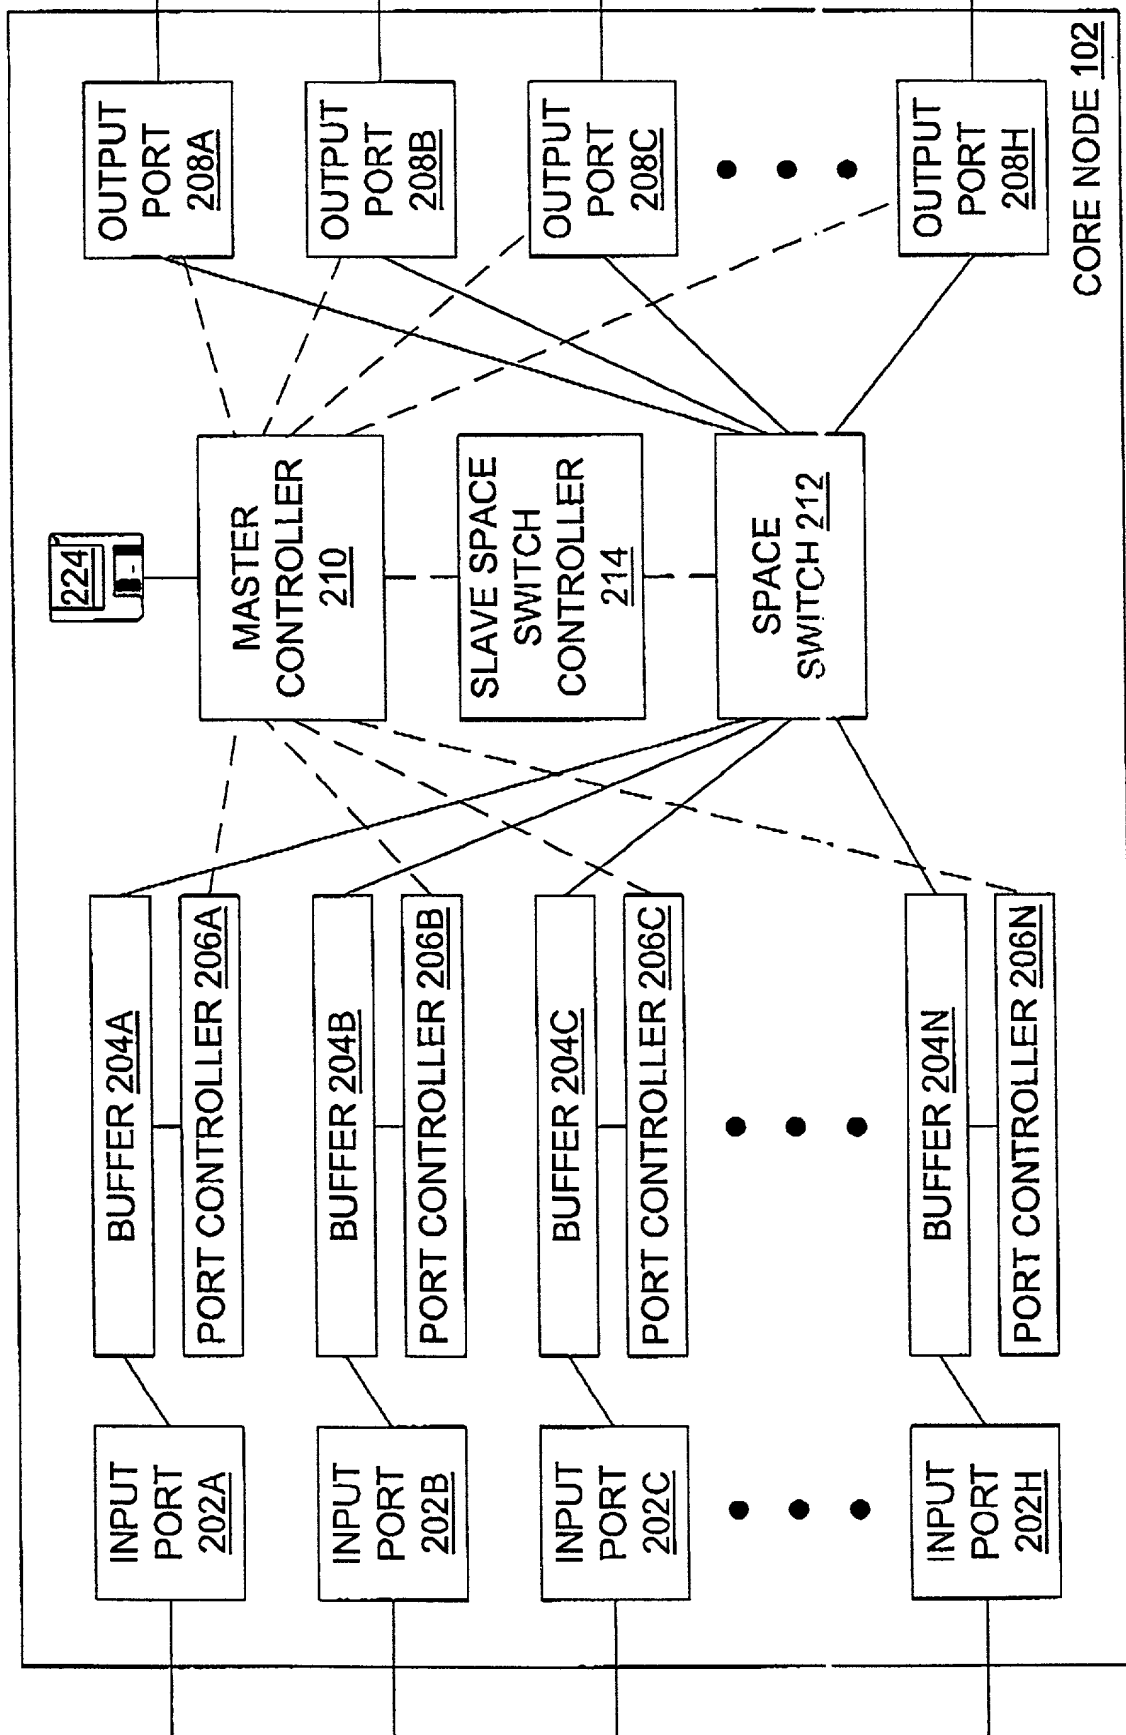 INPUT
PORT
202A
BUFFER 204A
PORT CONTROLLER 206A
INPUT
PORT
202B
BUFFER 204B
PORT CONTROLLER 206B
INPUT
PORT
202C
BUFFER 204C
PORT CONTROLLER 206C
INPUT
PORT
202H
BUFFER 204N
PORT CONTROLLER 206N
224
MASTER
CONTROLLER
210
SLAVE SPACE
SWITCH
CONTROLLER
214
SPACE
SWITCH 212
OUTPUT
PORT
208A
OUTPUT
PORT
208B
OUTPUT
PORT
208C
OUTPUT
PORT
208H
CORE NODE 102